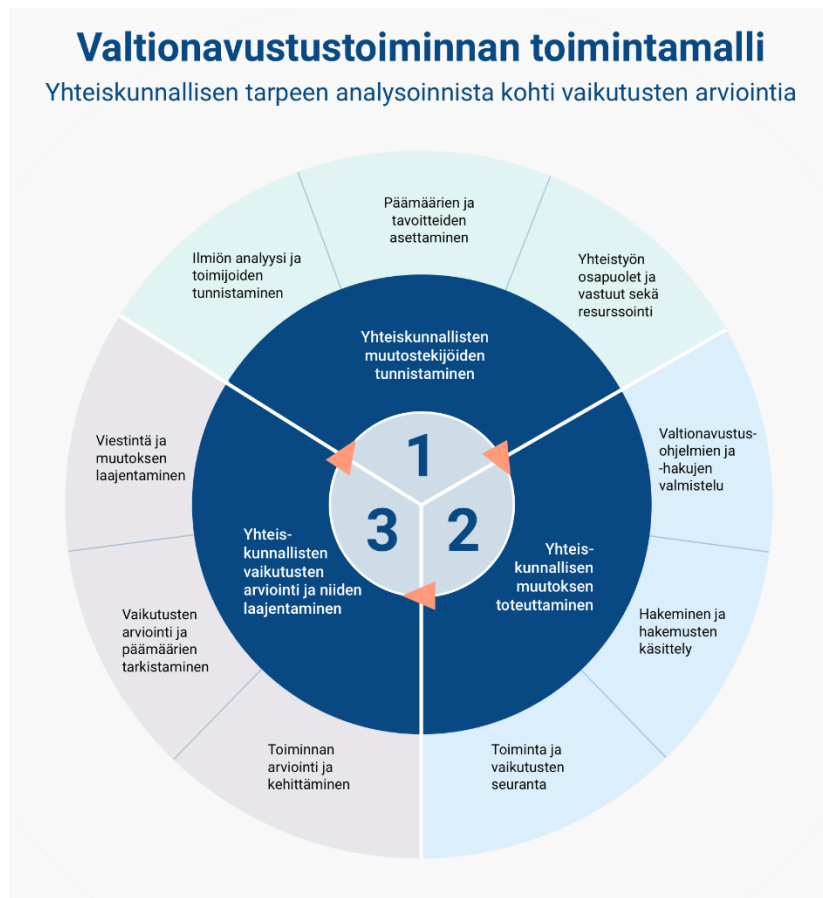 Valtionavustustoiminnan toimintamalli
Yhteiskunnallisen tarpeen analysoinnista kohti vaikutusten arviointia
Ilmiön analyysi ja
toimijoiden
tunnistaminen
Päämäärien ja
tavoitteiden
asettaminen
Yhteistyön
osapuolet ja
vastuut sekä
resurssointi
Yhteiskunnallisten
muutostekijöiden
tunnistaminen
1
Valtionavustus-
ohjelmien ja
-hakujen
valmistelu
Hakeminen ja
hakemusten
käsittely
Toiminta ja
vaikutusten
seuranta
2
Yhteis-
kunnallisen
muutoksen
toteuttaminen
3
Yhteis-
kunnallisten
vaikutusten
arviointi ja niiden
laajentaminen
Toiminnan
arviointi ja
kehittäminen
Vaikutusten
arviointi ja
päämäärien
tarkistaminen
Viestintä ja
muutoksen
laajentaminen